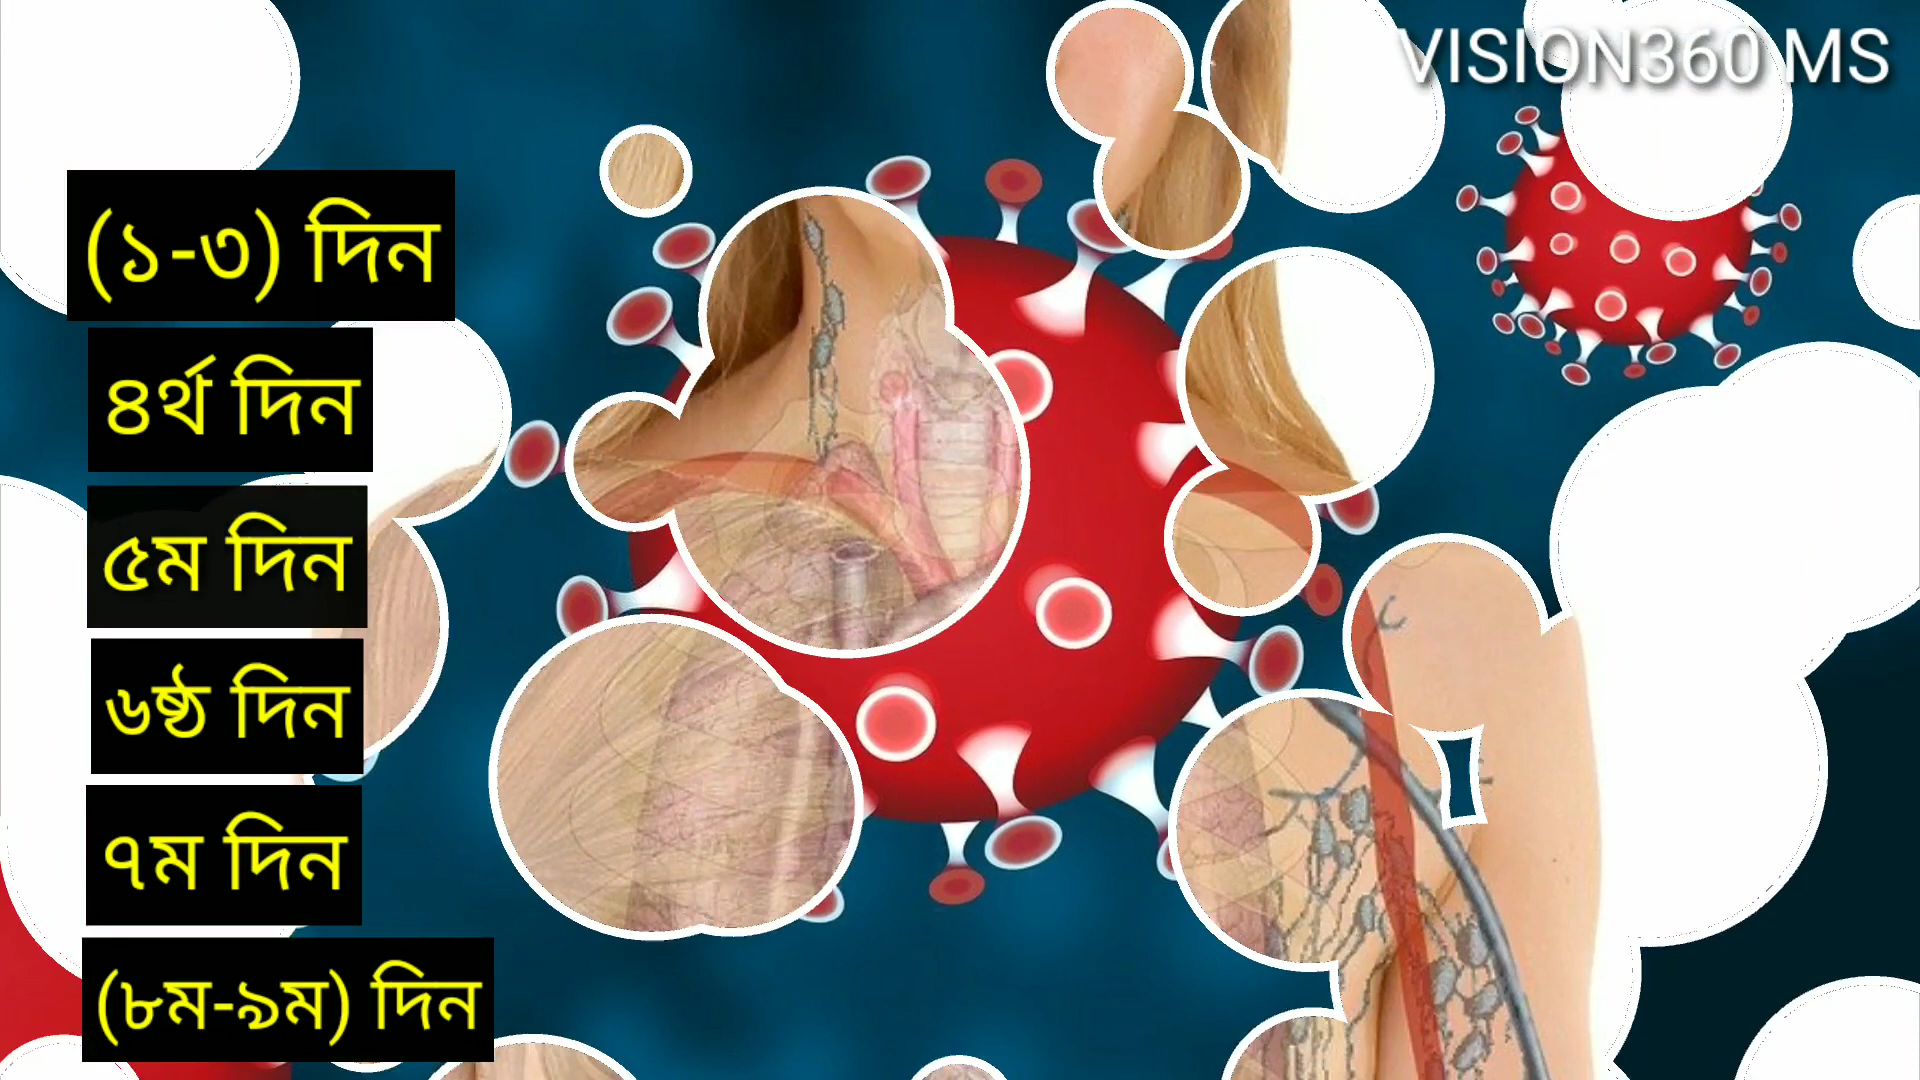 VISION360 MS
(১-৩) দিন
৪র্থ দিন
৫ম দিন
৬ষ্ঠ দিন
৭ম দিন
(৮ম-৯ম) দিন